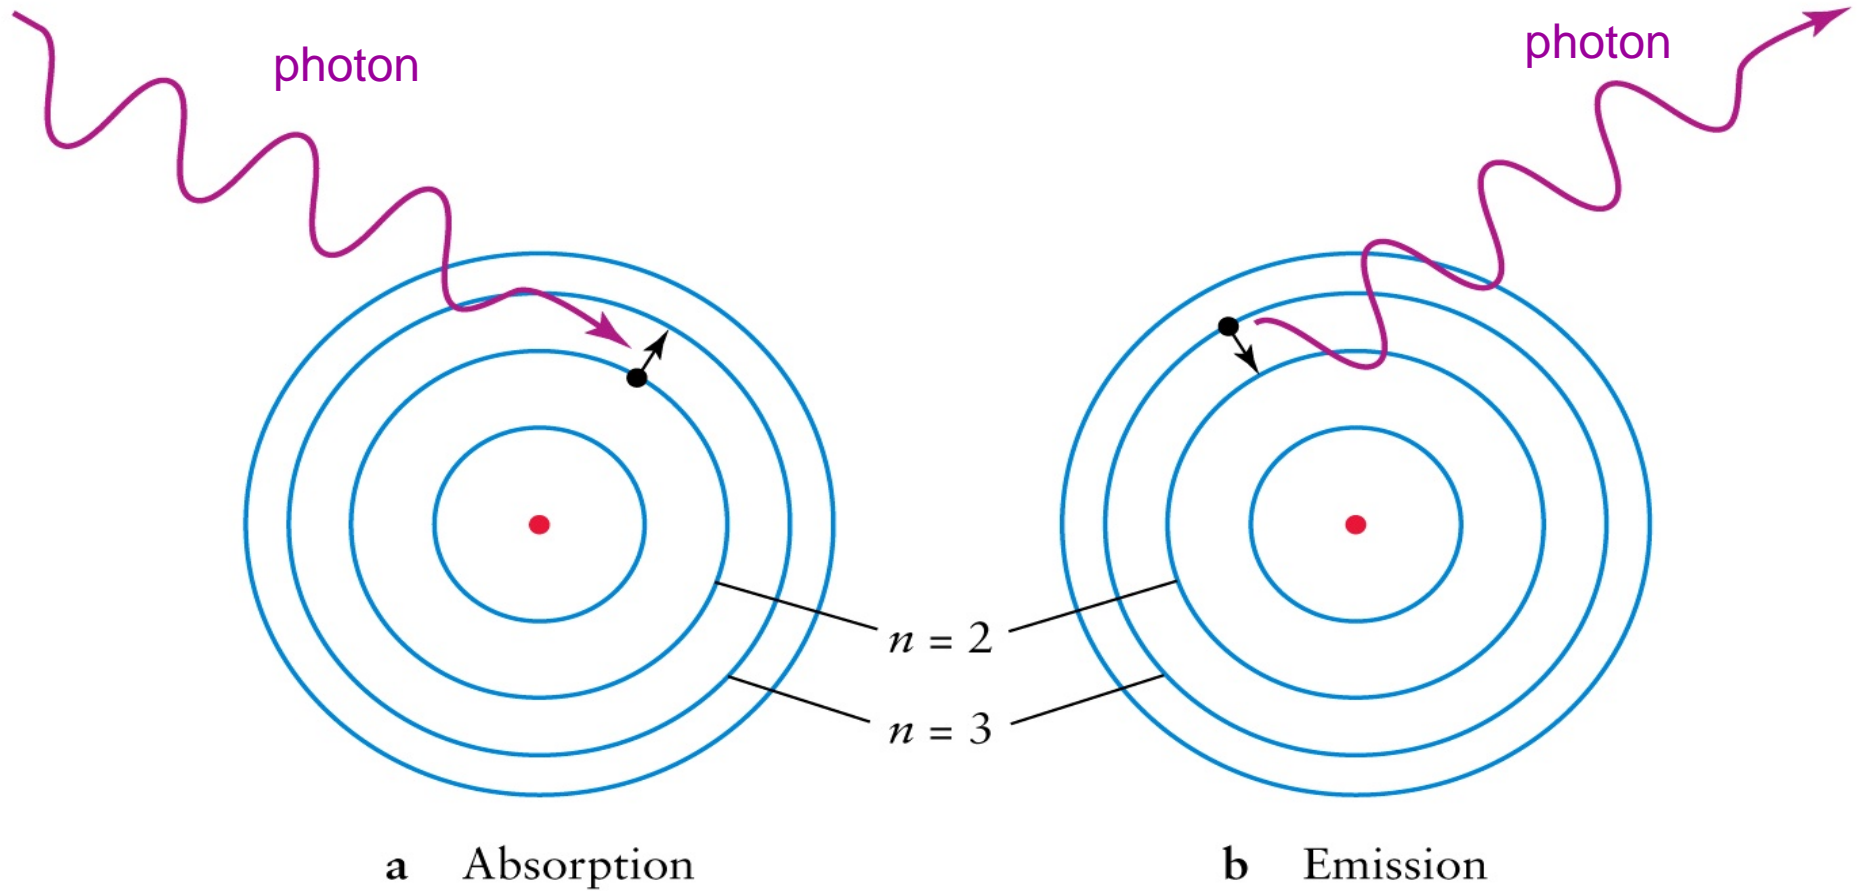 photon
photon
n = 2
n = 3
a Absorption
b Emission